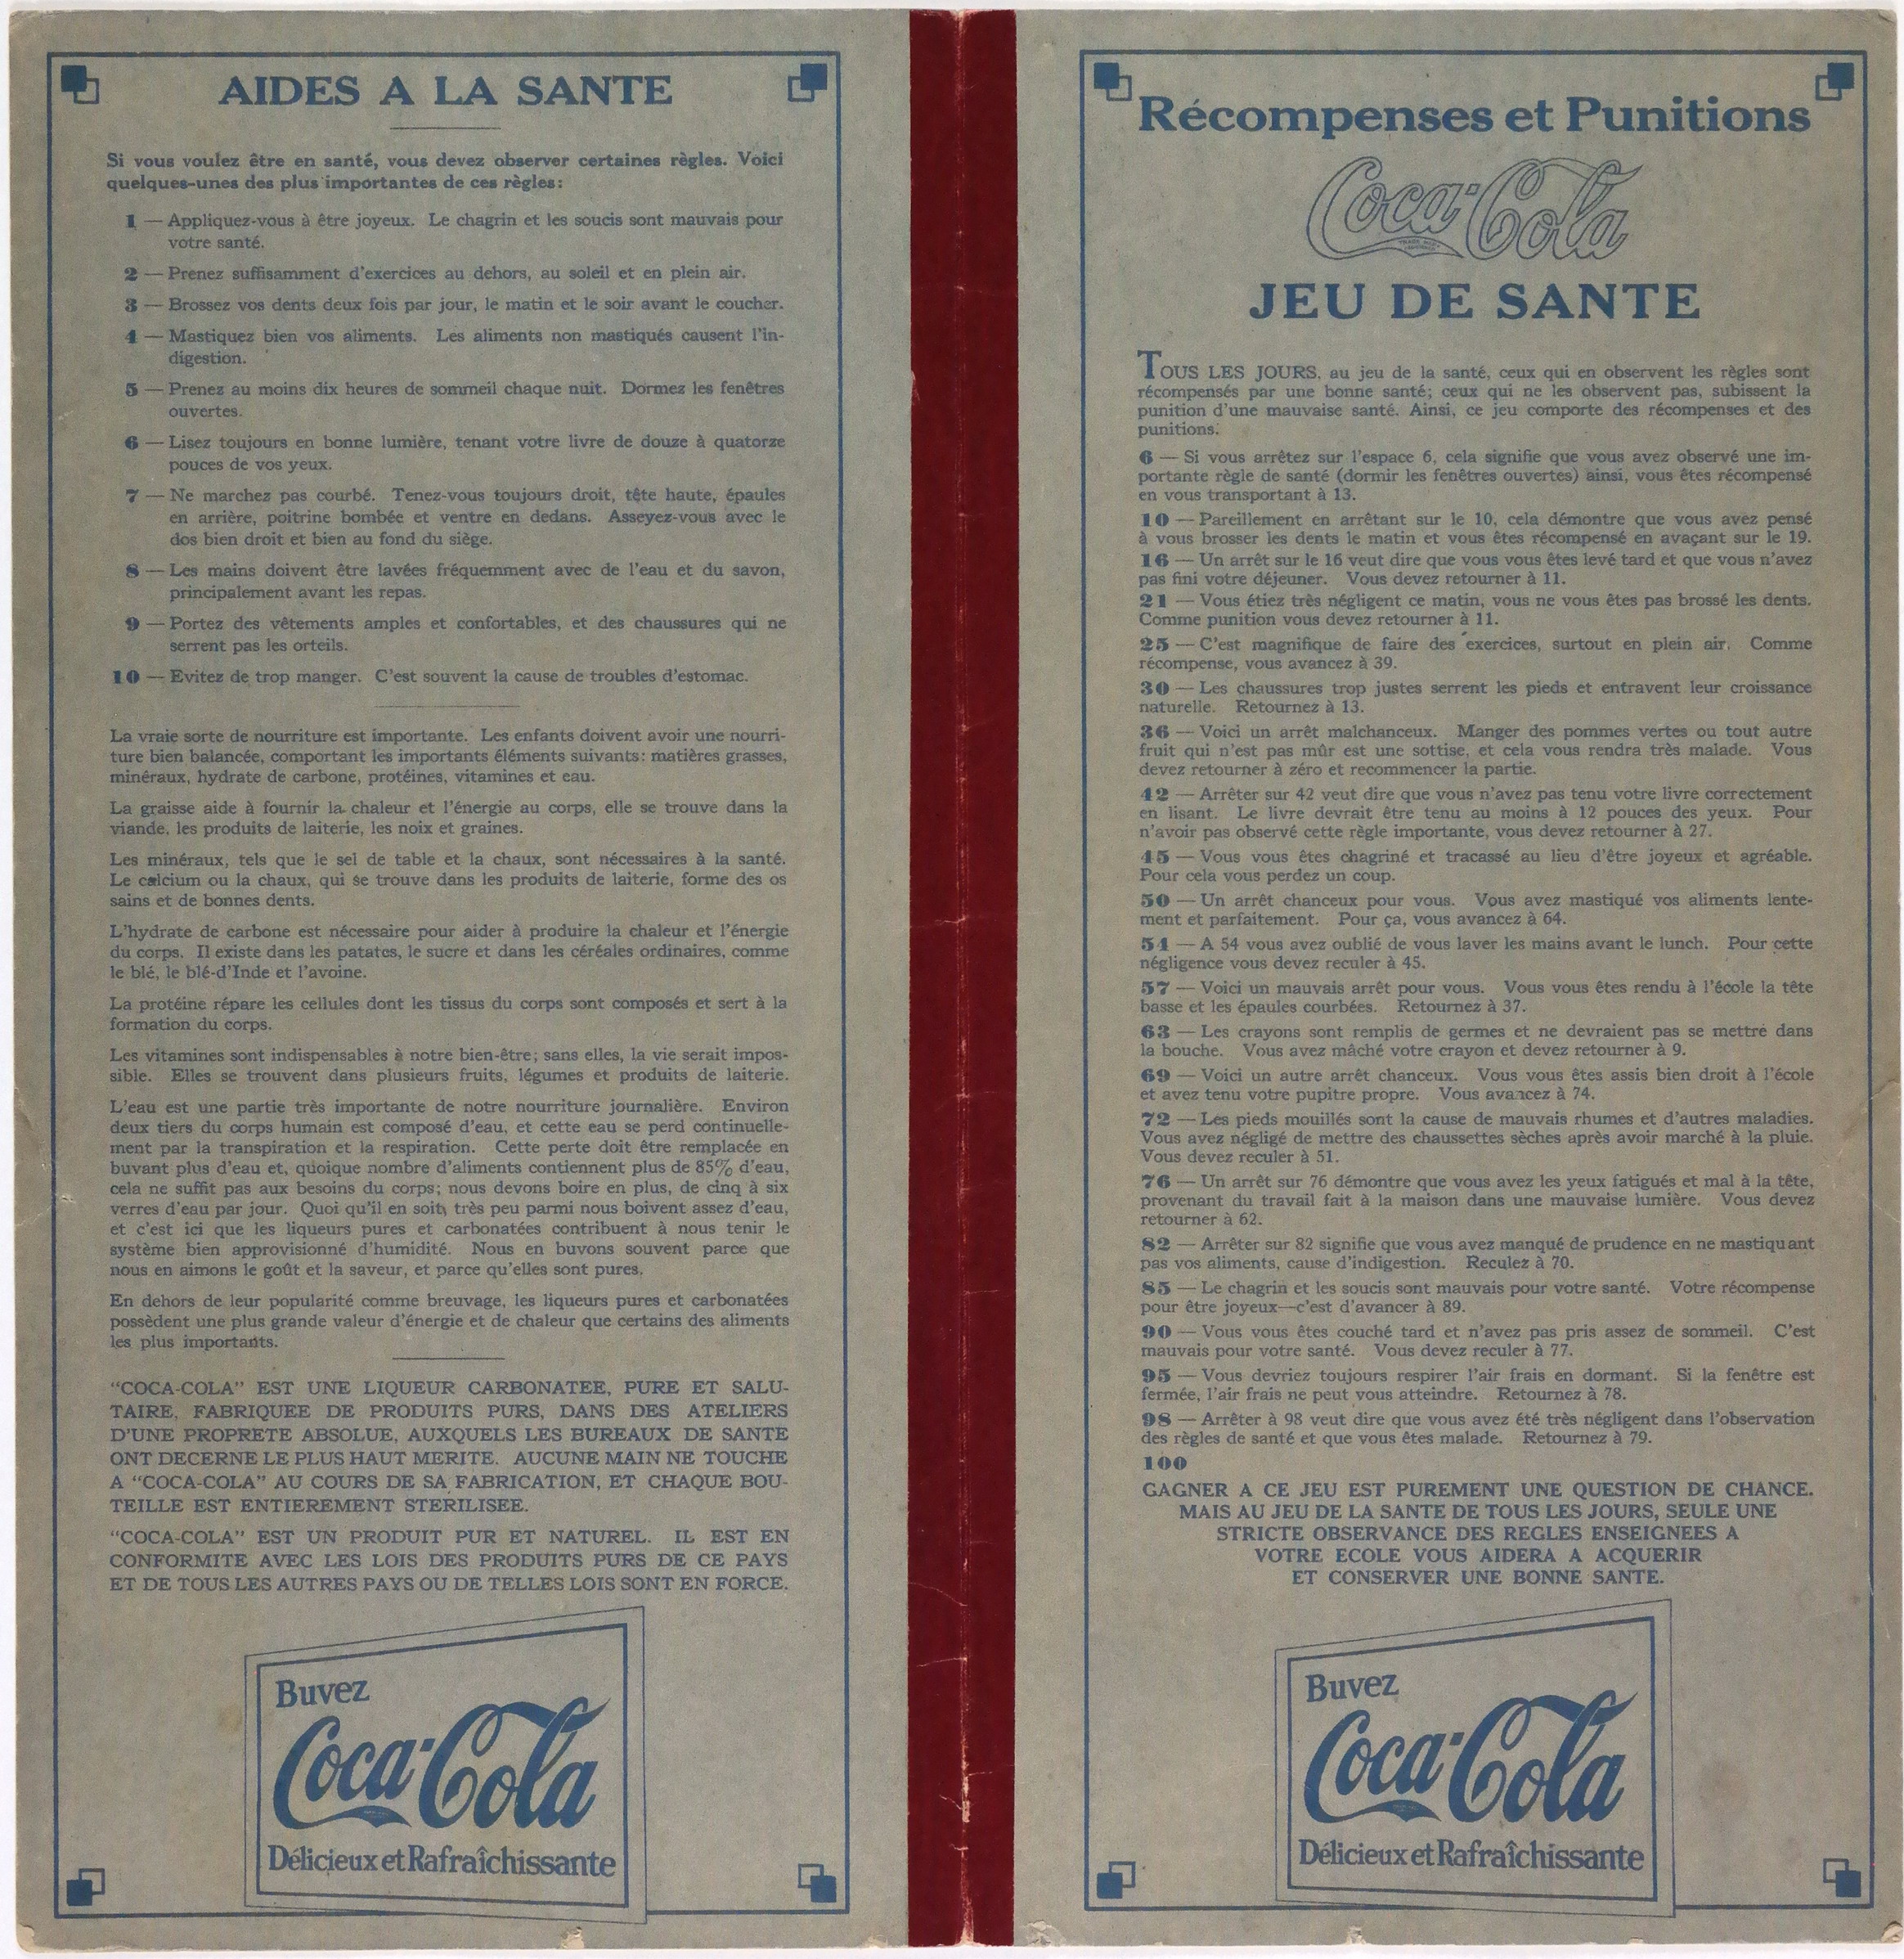 AIDES A LA SANTE
Si vous voulez être en santé, vous devez observer certaines règles. Voici
quelques-unes des plus importantes de ces règles:
1 — Appliquez-vous à être joyeux. Le chagrin et les soucis sont mauvais pour
votre santé.
2 — Prenez suffisamment d'exercices au dehors, au soleil et en plein air.
3 — Brossez vos dents deux fois par jour, le matin et le soir avant le coucher.
4 — Mastiquez bien vos aliments. Les aliments non mastiqués causent l'in-
digestion.
5 — Prenez au moins dix heures de sommeil chaque nuit. Dormez les fenêtres
ouvertes.
6 — Lisez toujours en bonne lumière, tenant votre livre de douze à quatorze
pouces de vos yeux.
7 — Ne marchez pas courbé. Tenez-vous toujours droit, tête haute, épaules
en arrière, poitrine bombée et ventre en dedans. Asseyez-vous avec le
dos bien droit et bien au fond du siège.
8 — Les mains doivent être lavées fréquemment avec de l'eau et du savon,
principalement avant les repas.
9 — Portez des vêtements amples et confortables, et des chaussures qui ne
serrent pas les orteils.
10 — Evitez de trop manger. C'est souvent la cause de troubles d'estomac.
La vraie sorte de nourriture est importante. Les enfants doivent avoir une nourri-
ture bien balancée, comportant les importants éléments suivants: matières grasses,
minéraux, hydrate de carbone, protéines, vitamines et eau.
La graisse aide à fournir la chaleur et l'énergie au corps, elle se trouve dans la
viande, les produits de laiterie, les noix et graines.
Les minéraux, tels que le sel de table et la chaux, sont nécessaires à la santé.
Le calcium ou la chaux, qui se trouve dans les produits de laiterie, forme des os
sains et de bonnes dents.
L'hydrate de carbone est nécessaire pour aider à produire la chaleur et l'énergie
du corps. Il existe dans les patates, le sucre et dans les céréales ordinaires, comme
le blé, le blé-d'Inde et l'avoine.
La protéine répare les cellules dont les tissus du corps sont composés et sert à la
formation du corps.
Les vitamines sont indispensables à notre bien-être; sans elles, la vie serait impos-
sible. Elles se trouvent dans plusieurs fruits, légumes et produits de laiterie.
L'eau est une partie très importante de notre nourriture journalière. Environ
deux tiers du corps humain est composé d'eau, et cette eau se perd continuelle-
ment par la transpiration et la respiration. Cette perte doit être remplacée en
buvant plus d'eau et, quoique nombre d'aliments contiennent plus de 85% d'eau,
cela ne suffit pas aux besoins du corps; nous devons boire en plus, de cinq à six
verres d'eau par jour. Quoi qu'il en soit, très peu parmi nous boivent assez d'eau,
et c'est ici que les liqueurs pures et carbonatées contribuent à nous tenir le
système bien approvisionné d'humidité. Nous en buvons souvent parce que
nous en aimons le goût et la saveur, et parce qu'elles sont pures.
En dehors de leur popularité comme breuvage, les liqueurs pures et carbonatées
possèdent une plus grande valeur d'énergie et de chaleur que certains des aliments
les plus importants.
"COCA-COLA" EST UNE LIQUEUR CARBONATEE, PURE ET SALU-
TAIRE, FABRIQUEE DE PRODUITS PURS, DANS DES ATELIERS
D'UNE PROPRETE ABSOLUE, AUXQUELS LES BUREAUX DE SANTE
ONT DECERNE LE PLUS HAUT MERITE. AUCUNE MAIN NE TOUCHE
A "COCA-COLA" AU COURS DE SA FABRICATION, ET CHAQUE BOU-
TEILLE EST ENTIEREMENT STERILISEE.
"COCA-COLA" EST UN PRODUIT PUR ET NATUREL. IL EST EN
CONFORMITE AVEC LES LOIS DES PRODUITS PURS DE CE PAYS
ET DE TOUS LES AUTRES PAYS OU DE TELLES LOIS SONT EN FORCE.
Buvez
Coca-Cola
Délicieux et Rafraîchissante
Récompenses et Punitions
Coca-Cola
JEU DE SANTE
TOUS LES JOURS, au jeu de la santé, ceux qui en observent les règles sont
récompensés par une bonne santé; ceux qui ne les observent pas, subissent la
punition d'une mauvaise santé. Ainsi, ce jeu comporte des récompenses et des
punitions.
6 — Si vous arrêtez sur l'espace 6, cela signifie que vous avez observé une im-
portante règle de santé (dormir les fenêtres ouvertes) ainsi, vous êtes récompensé
en vous transportant à 13.
10 — Pareillement en arrêtant sur le 10, cela démontre que vous avez pensé
à vous brosser les dents le matin et vous êtes récompensé en avaçant sur le 19.
16 — Un arrêt sur le 16 veut dire que vous vous êtes levé tard et que vous n'avez
pas fini votre déjeuner. Vous devez retourner à 11.
21 — Vous étiez très négligent ce matin, vous ne vous êtes pas brossé les dents.
Comme punition vous devez retourner à 11.
25 — C'est magnifique de faire des exercices, surtout en plein air. Comme
récompense, vous avancez à 39.
30 — Les chaussures trop justes serrent les pieds et entravent leur croissance
naturelle. Retournez à 13.
36 — Voici un arrêt malchanceux. Manger des pommes vertes ou tout autre
fruit qui n'est pas mûr est une sottise, et cela vous rendra très malade. Vous
devez retourner à zéro et recommencer la partie.
42 — Arrêter sur 42 veut dire que vous n'avez pas tenu votre livre correctement
en lisant. Le livre devrait être tenu au moins à 12 pouces des yeux. Pour
n'avoir pas observé cette règle importante, vous devez retourner à 27.
45 — Vous vous êtes chagriné et tracassé au lieu d'être joyeux et agréable.
Pour cela vous perdez un coup.
50 — Un arrêt chanceux pour vous. Vous avez mastiqué vos aliments lente-
ment et parfaitement. Pour ça, vous avancez à 64.
54 — A 54 vous avez oublié de vous laver les mains avant le lunch. Pour cette
négligence vous devez reculer à 45.
57 — Voici un mauvais arrêt pour vous. Vous vous êtes rendu à l'école la tête
basse et les épaules courbées. Retournez à 37.
63 — Les crayons sont remplis de germes et ne devraient pas se mettre dans
la bouche. Vous avez mâché votre crayon et devez retourner à 9.
69 — Voici un autre arrêt chanceux. Vous vous êtes assis bien droit à l'école
et avez tenu votre pupitre propre. Vous avancez à 74.
72 — Les pieds mouillés sont la cause de mauvais rhumes et d'autres maladies.
Vous avez négligé de mettre des chaussettes sèches après avoir marché à la pluie.
Vous devez reculer à 51.
76 — Un arrêt sur 76 démontre que vous avez les yeux fatigués et mal à la tête,
provenant du travail fait à la maison dans une mauvaise lumière. Vous devez
retourner à 62.
82 — Arrêter sur 82 signifie que vous avez manqué de prudence en ne mastiquant
pas vos aliments, cause d'indigestion. Reculez à 70.
85 — Le chagrin et les soucis sont mauvais pour votre santé. Votre récompense
pour être joyeux—c'est d'avancer à 89.
90 — Vous vous êtes couché tard et n'avez pas pris assez de sommeil. C'est
mauvais pour votre santé. Vous devez reculer à 77.
95 — Vous devriez toujours respirer l'air frais en dormant. Si la fenêtre est
fermée, l'air frais ne peut vous atteindre. Retournez à 78.
98 — Arrêter à 98 veut dire que vous avez été très négligent dans l'observation
des règles de santé et que vous êtes malade. Retournez à 79.
100
GAGNER A CE JEU EST PUREMENT UNE QUESTION DE CHANCE.
MAIS AU JEU DE LA SANTE DE TOUS LES JOURS, SEULE UNE
STRICTE OBSERVANCE DES REGLES ENSEIGNEES A
VOTRE ECOLE VOUS AIDERA A ACQUERIR
ET CONSERVER UNE BONNE SANTE.
Buvez
Coca-Cola
Délicieux et Rafraîchissante